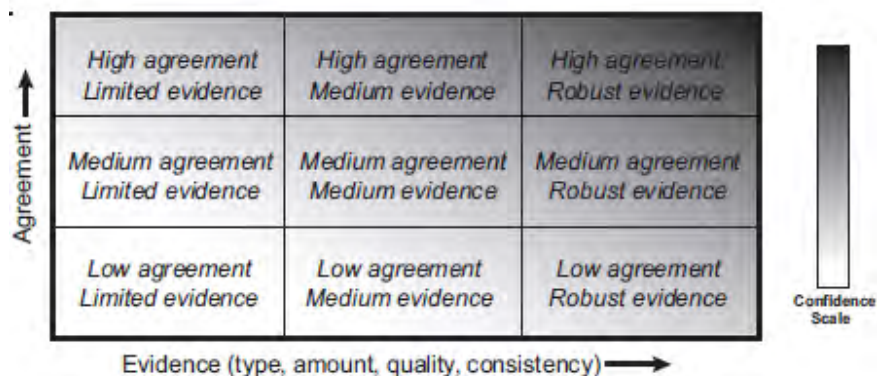 High agreement
Limited evidence
High agreement
Medium evidence
High agreement
Robust evidence
Medium agreement
Limited evidence
Medium agreement
Medium evidence
Medium agreement
Robust evidence
Low agreement
Limited evidence
Low agreement
Medium evidence
Low agreement
Robust evidence
Agreement
Evidence (type, amount, quality, consistency)
Confidence
Scale